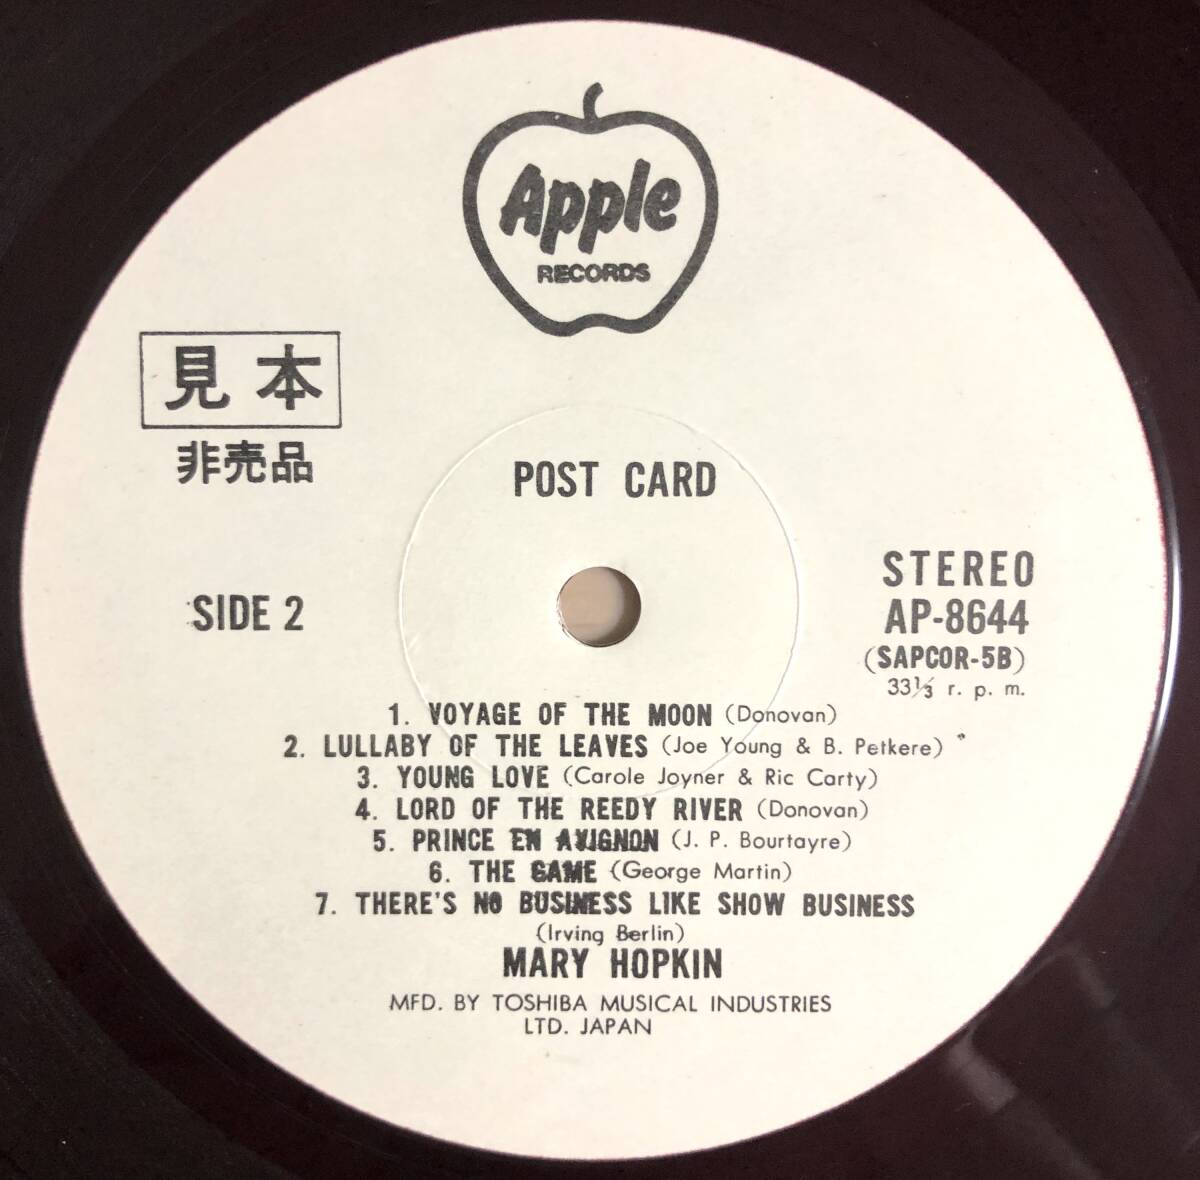 Apple
RECORDS
見本
非売品
POST CARD
SIDE 2
STEREO
AP-8644
(SAPCOR-5B)
33⅓ r. p. m.
1. VOYAGE OF THE MOON (Donovan)
2. LULLABY OF THE LEAVES (Joe Young & B. Petkere)
3. YOUNG LOVE (Carole Joyner & Ric Carty)
4. LORD OF THE REEDY RIVER (Donovan)
5. PRINCE EN AVIGNON (J. P. Bourtayre)
6. THE GAME (George Martin)
7. THERE'S NO BUSINESS LIKE SHOW BUSINESS
(Irving Berlin)
MARY HOPKIN
MFD. BY TOSHIBA MUSICAL INDUSTRIES
LTD. JAPAN